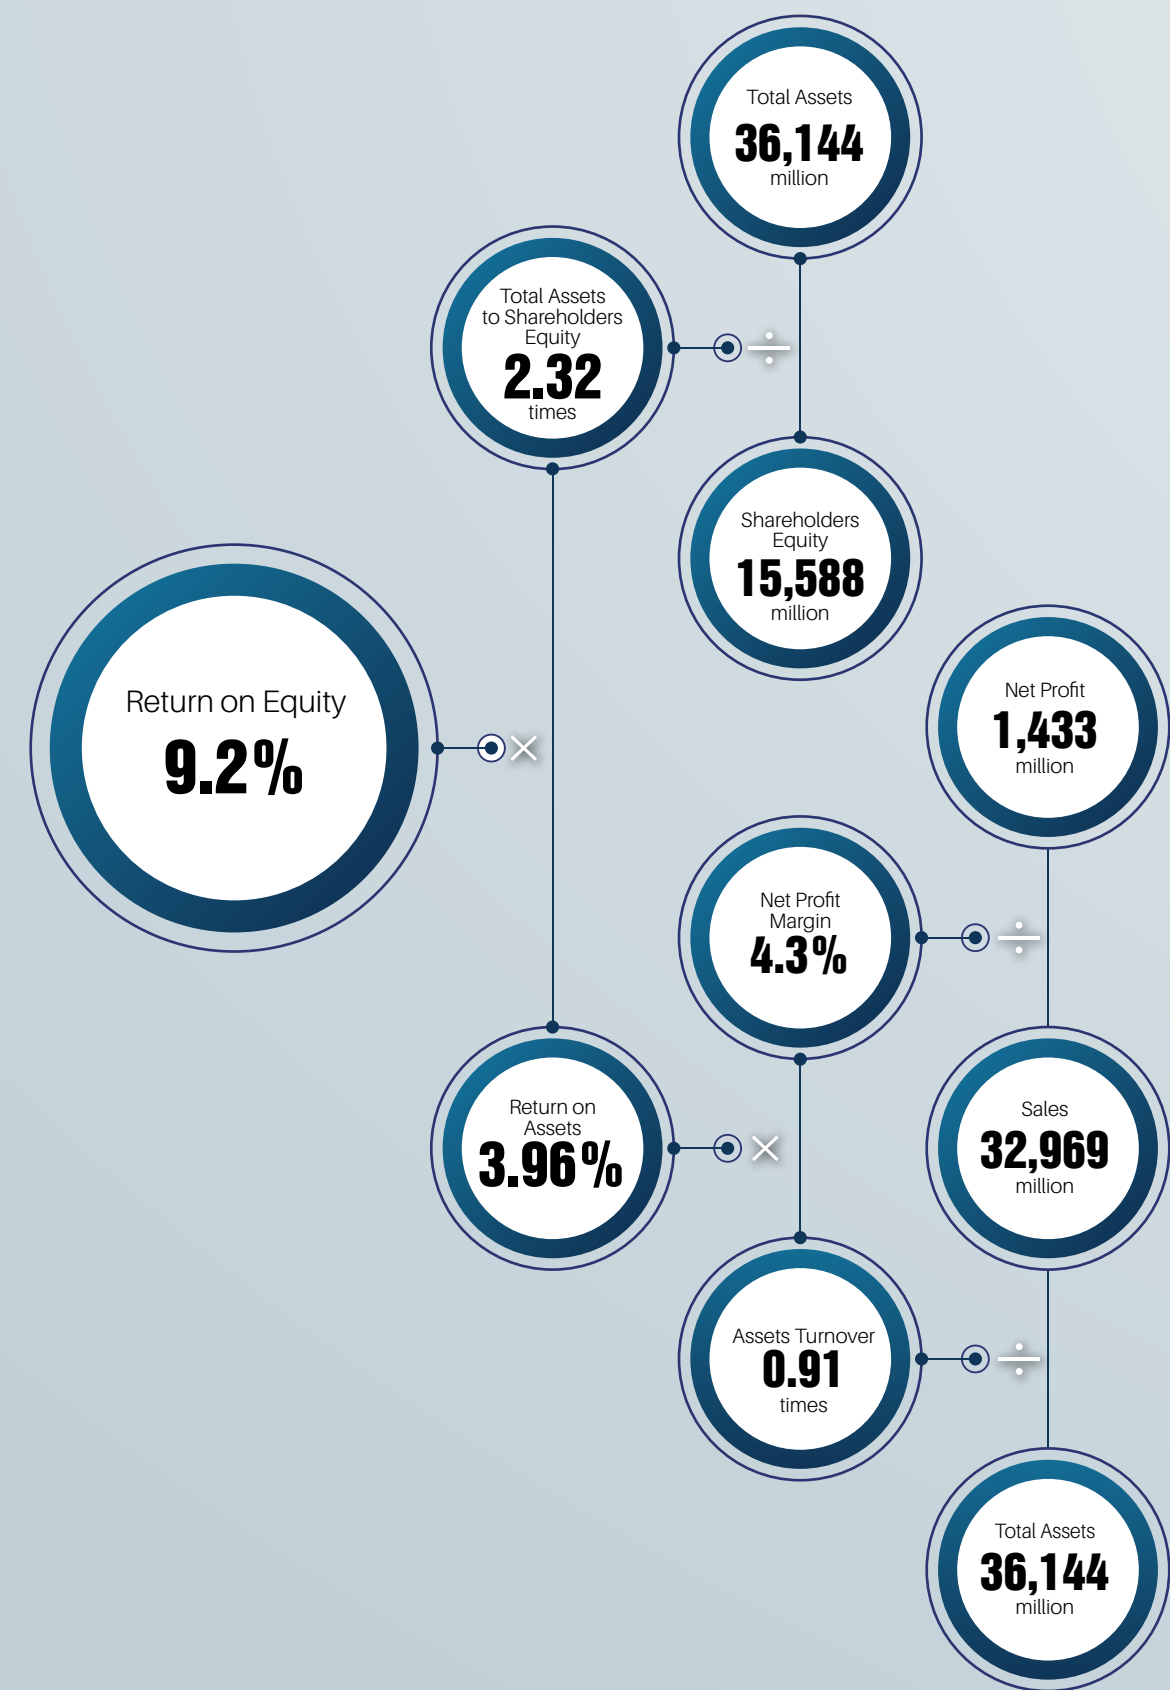 Total Assets
36,144
million
Total Assets
to Shareholders
Equity
2.32
times
÷
Shareholders
Equity
15,588
million
Return on Equity
9.2%
×
Net Profit
1,433
million
Net Profit
Margin
4.3%
÷
Return on
Assets
3.96%
×
Sales
32,969
million
Assets Turnover
0.91
times
÷
Total Assets
36,144
million